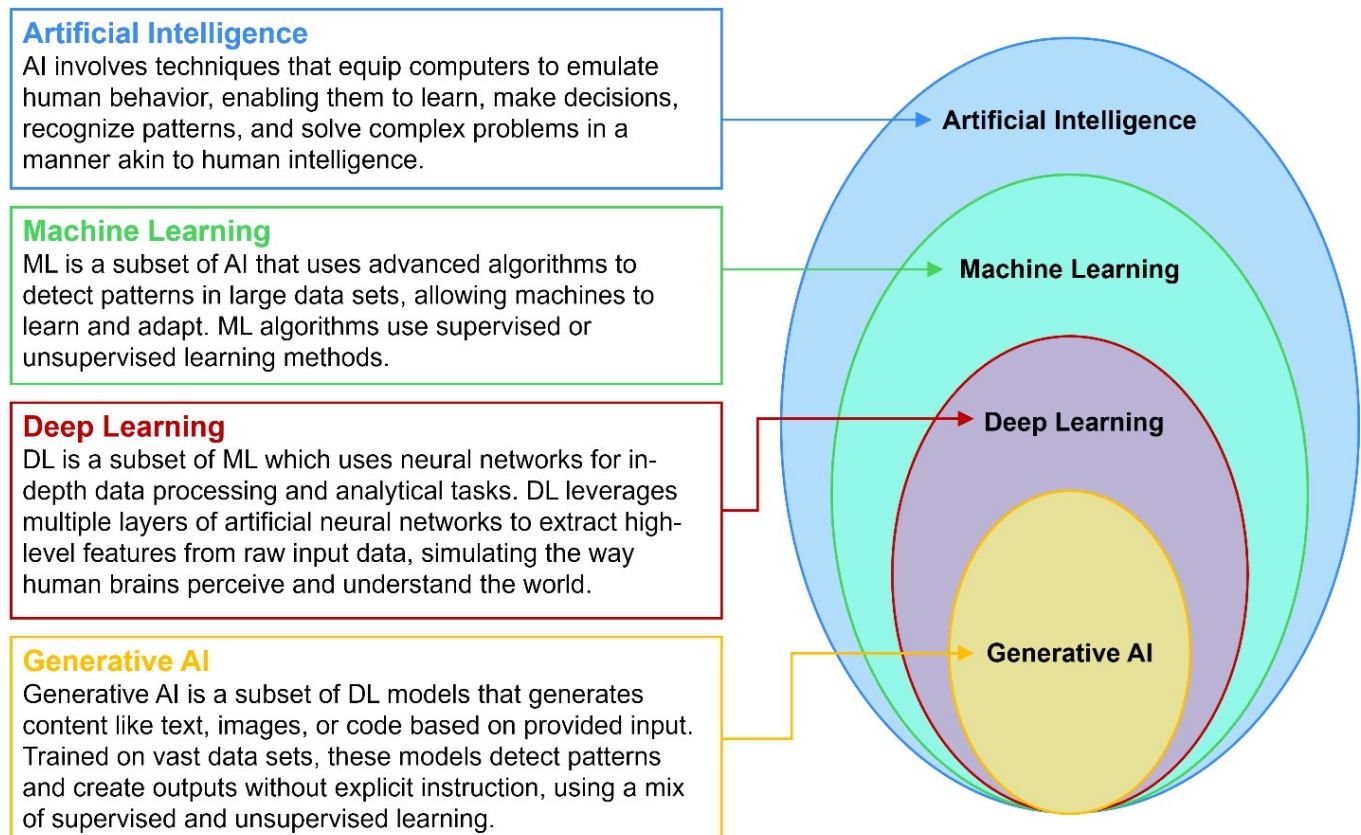 Artificial Intelligence
AI involves techniques that equip computers to emulate
human behavior, enabling them to learn, make decisions,
recognize patterns, and solve complex problems in a
manner akin to human intelligence.
Machine Learning
ML is a subset of AI that uses advanced algorithms to
detect patterns in large data sets, allowing machines to
learn and adapt. ML algorithms use supervised or
unsupervised learning methods.
Deep Learning
DL is a subset of ML which uses neural networks for in-
depth data processing and analytical tasks. DL leverages
multiple layers of artificial neural networks to extract high-
level features from raw input data, simulating the way
human brains perceive and understand the world.
Generative AI
Generative AI is a subset of DL models that generates
content like text, images, or code based on provided input.
Trained on vast data sets, these models detect patterns
and create outputs without explicit instruction, using a mix
of supervised and unsupervised learning.
Artificial Intelligence
Machine Learning
Deep Learning
Generative AI